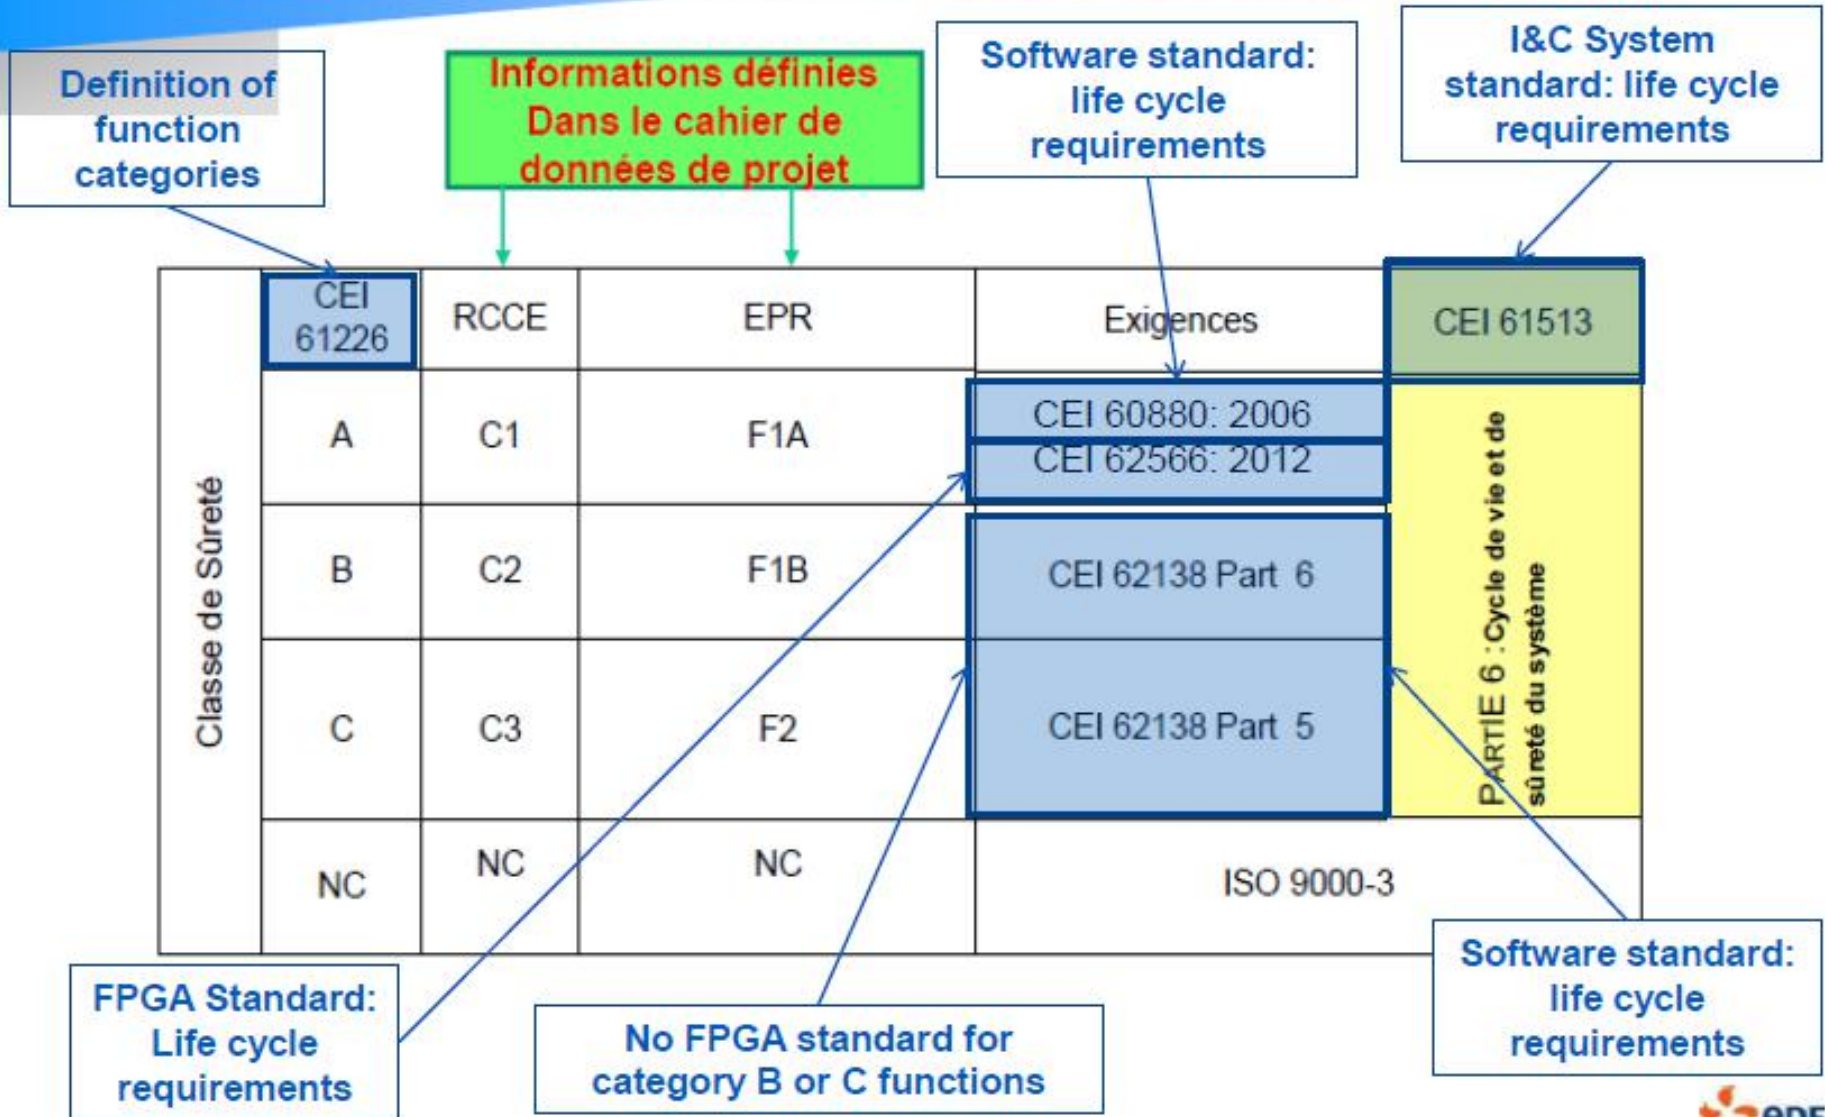 Definition of
function
categories
Informations définies
Dans le cahier de
données de projet
Software standard:
life cycle
requirements
I&C System
standard: life cycle
requirements
Classe de Sûreté
CEI
61226
RCCE
EPR
Exigences
CEI 61513
A
C1
F1A
CEI 60880: 2006
CEI 62566: 2012
PARTIE 6 :Cycle de vie et de
sûreté du système
B
C2
F1B
CEI 62138 Part 6
C
C3
F2
CEI 62138 Part 5
NC
NC
NC
ISO 9000-3
FPGA Standard:
Life cycle
requirements
No FPGA standard for
category B or C functions
Software standard:
life cycle
requirements
eDF